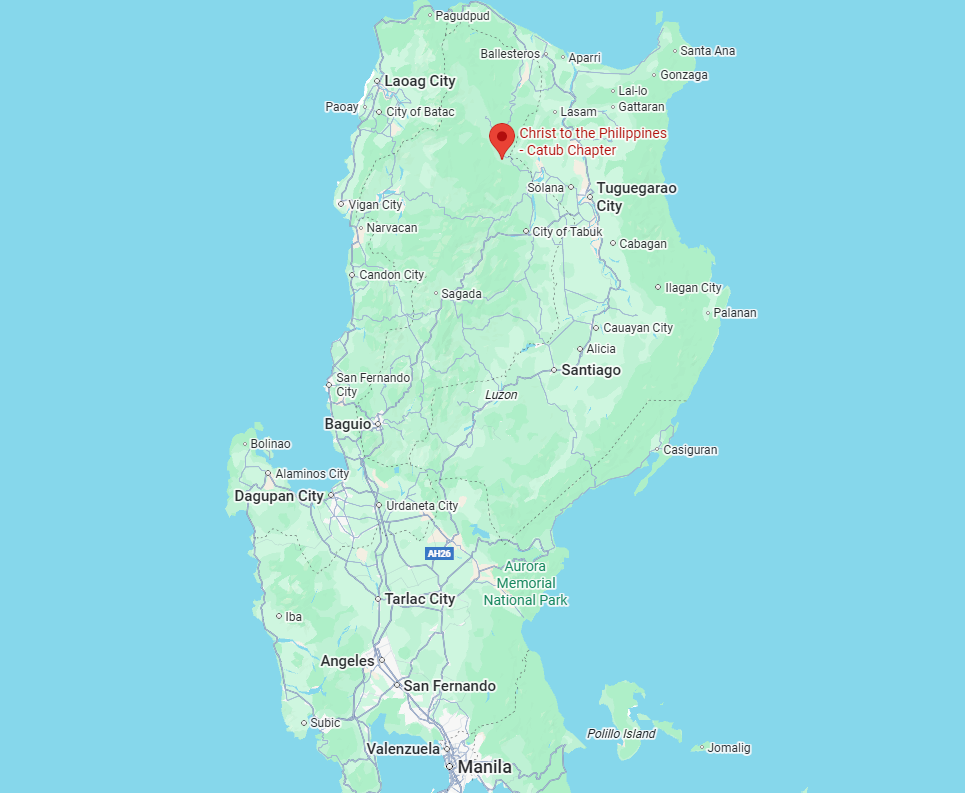 Pagudpud
Ballesteros
Aparri
Santa Ana
Gonzaga
Laoag City
Lal-lo
Paoay
City of Batac
Lasam
Gattaran
Christ to the Philippines
- Catub Chapter
Solana
Tuguegarao
City
Vigan City
Narvacan
City of Tabuk
Cabagan
Candon City
Sagada
Ilagan City
Palanan
Cauayan City
Alicia
Santiago
San Fernando
City
Luzon
Baguio
Bolinao
Casiguran
Alaminos City
Dagupan City
Urdaneta City
AH26
Aurora
Memorial
National Park
Tarlac City
Iba
Angeles
San Fernando
Subic
Polillo Island
Valenzuela
Jomalig
Manila